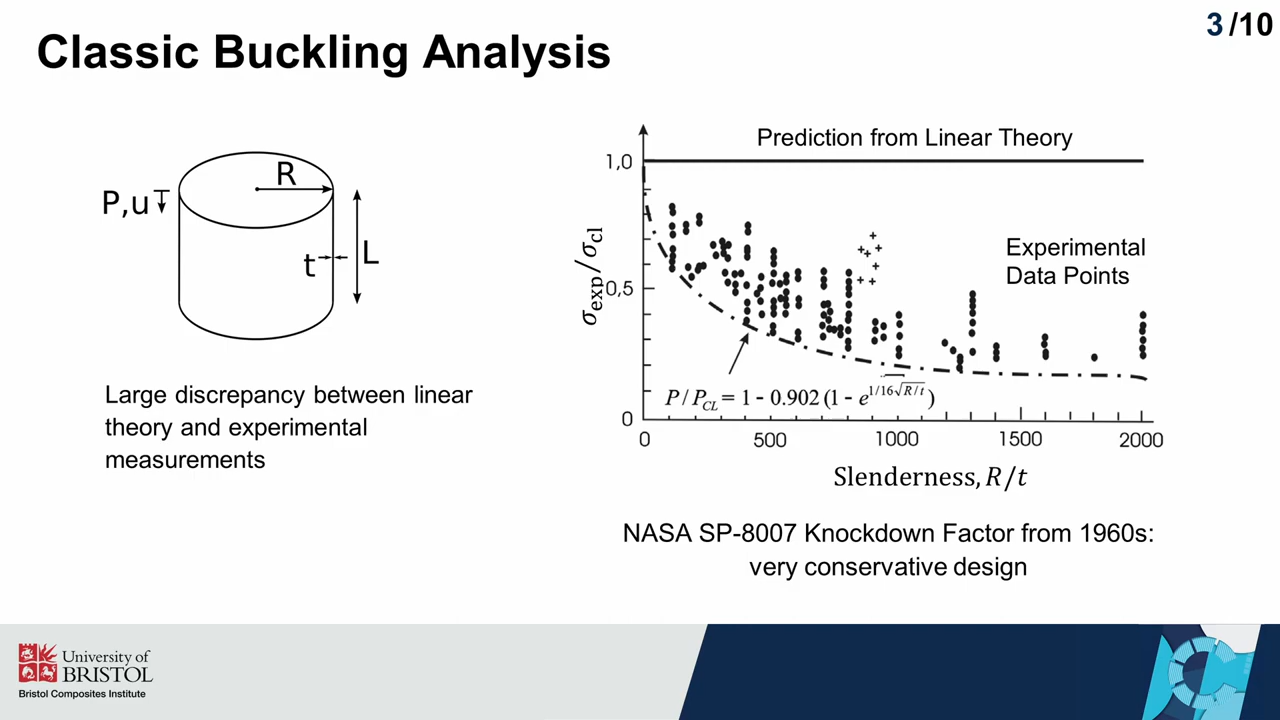 3/10
Classic Buckling Analysis
P,u
R
t
L
Large discrepancy between linear
theory and experimental
measurements
Prediction from Linear Theory
1,0
0,5
0
σexp/σcl
Experimental
Data Points
P/PCL = 1 - 0.902 (1 - e^1/16√R/t)
0 500 1000 1500 2000
Slenderness, R/t
NASA SP-8007 Knockdown Factor from 1960s:
very conservative design
University of
BRISTOL
Bristol Composites Institute